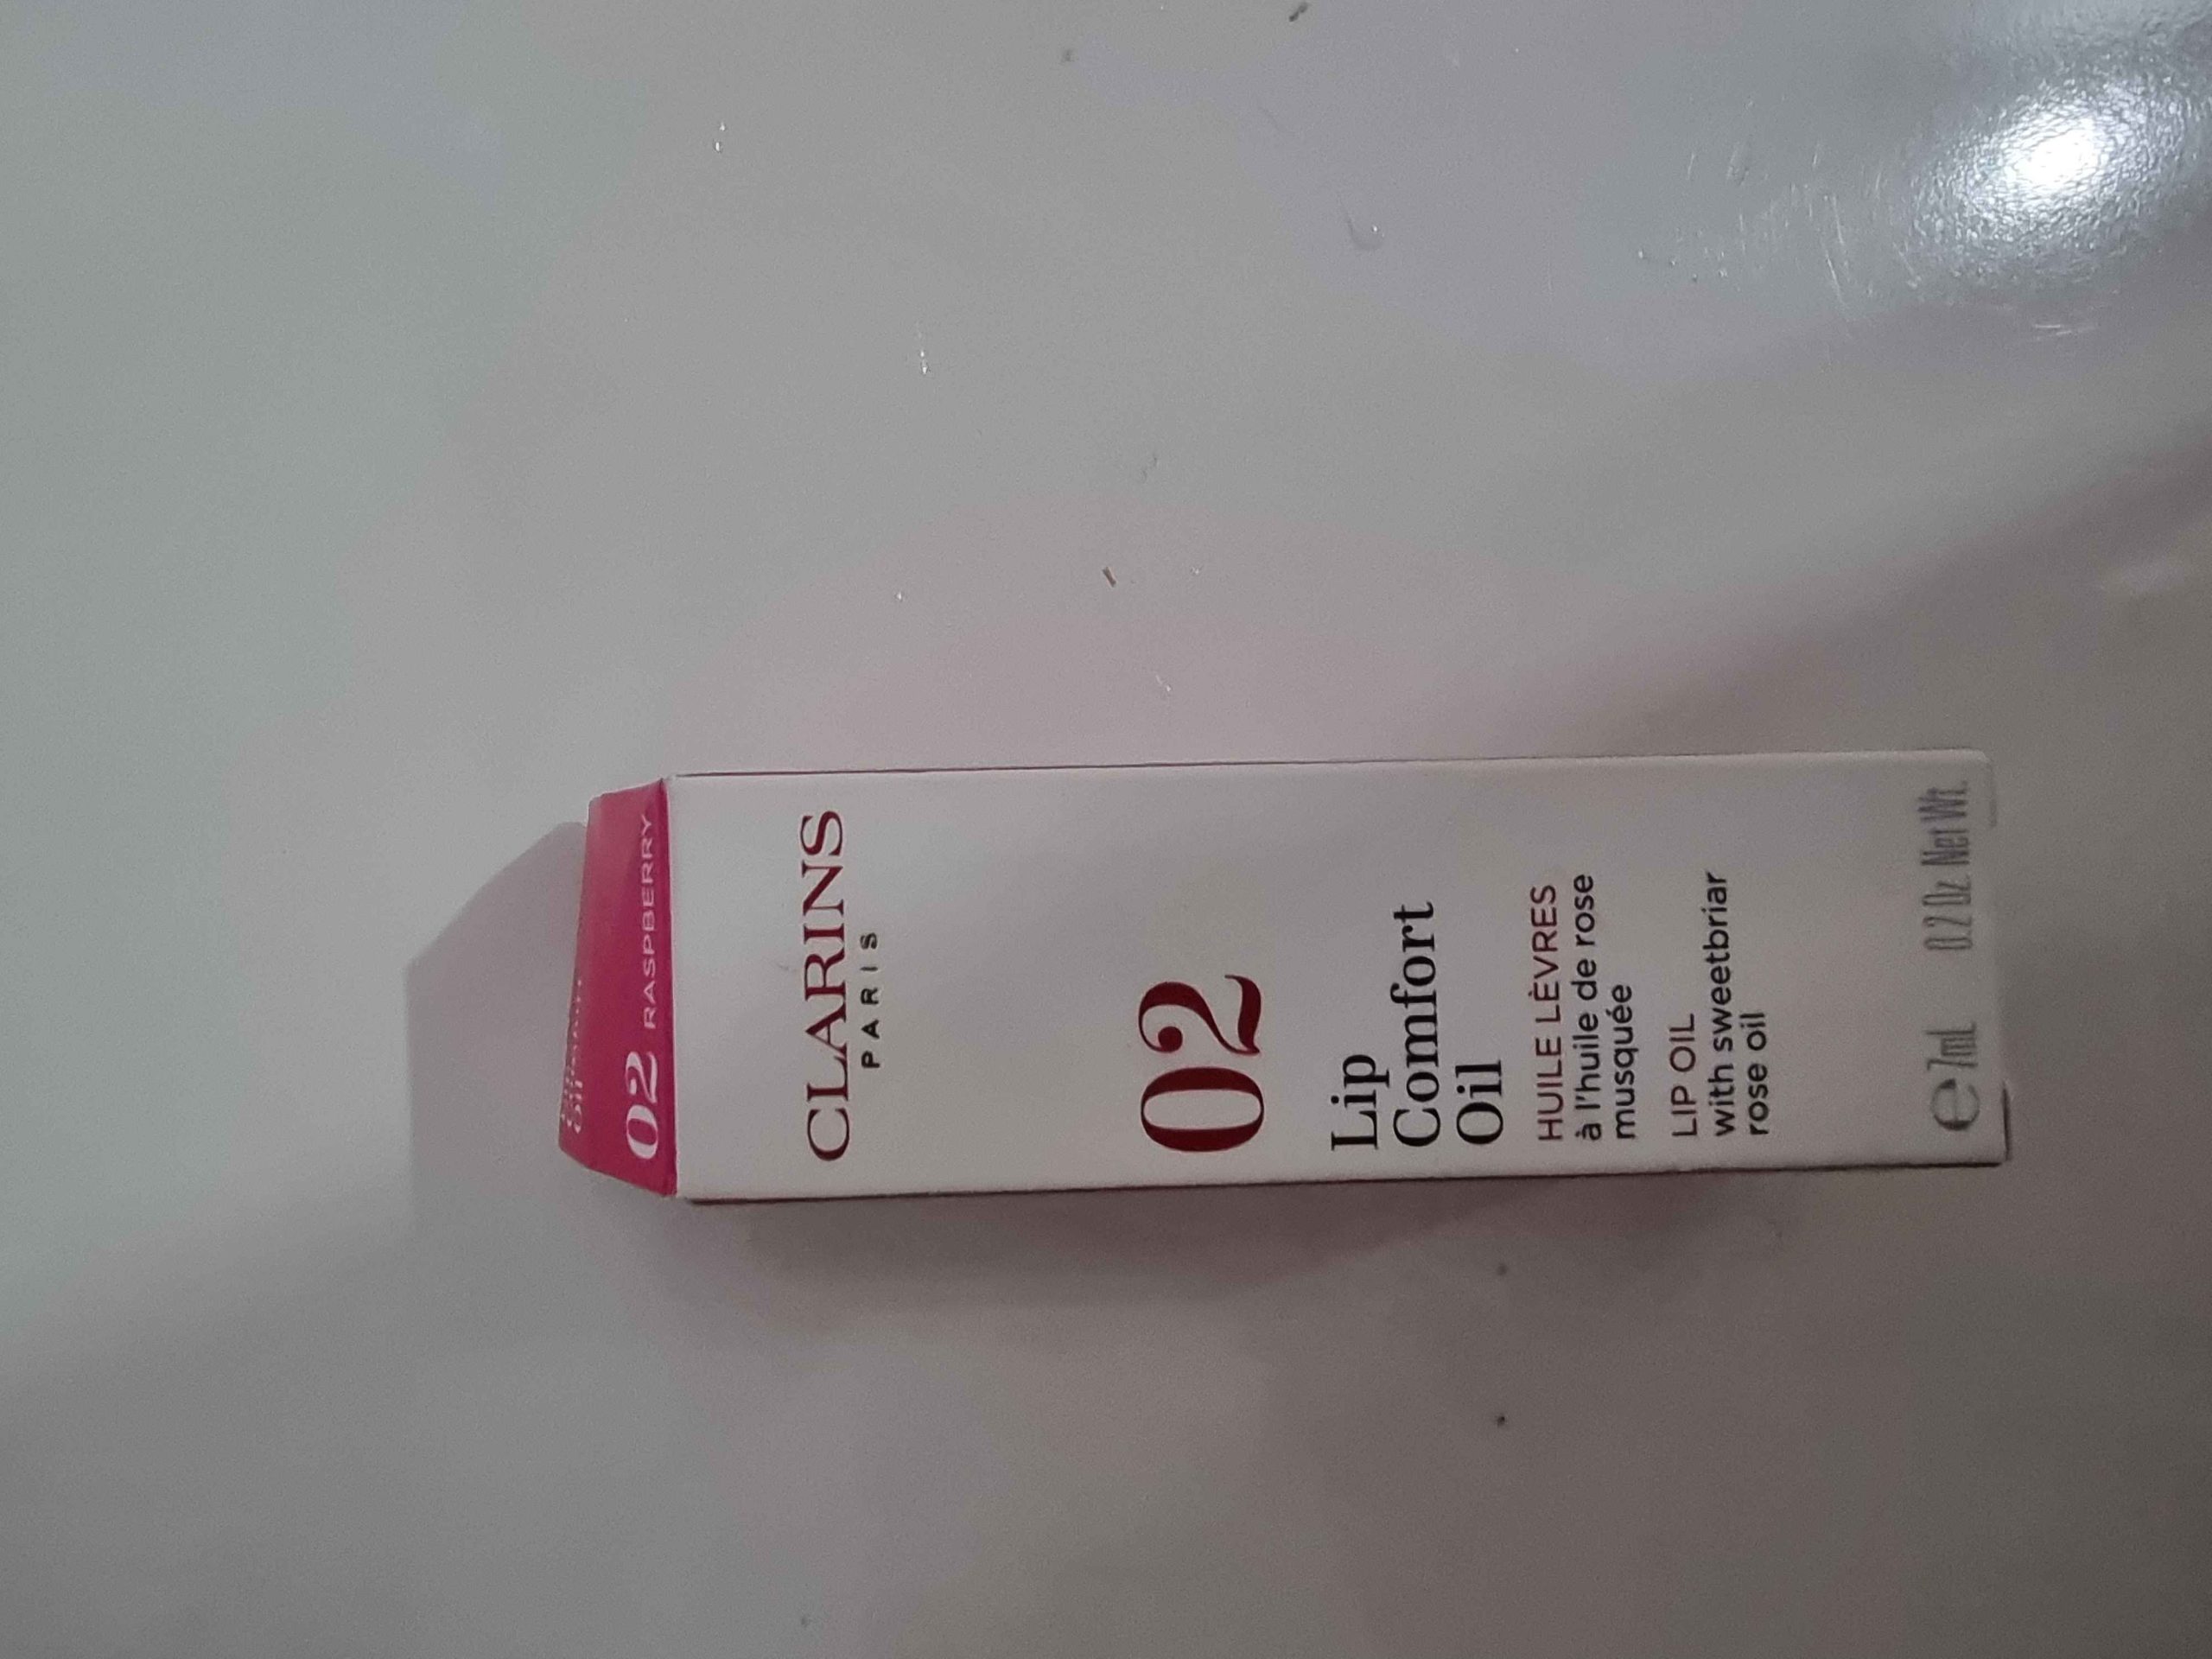 02 RASPBERRY
CLARINS
PARIS
02
Lip
Comfort
Oil
HUILE LÈVRES
à l'huile de rose
musquée
LIP OIL
with sweetbriar
rose oil
e 7mL 0.2 Oz. Net Wt.